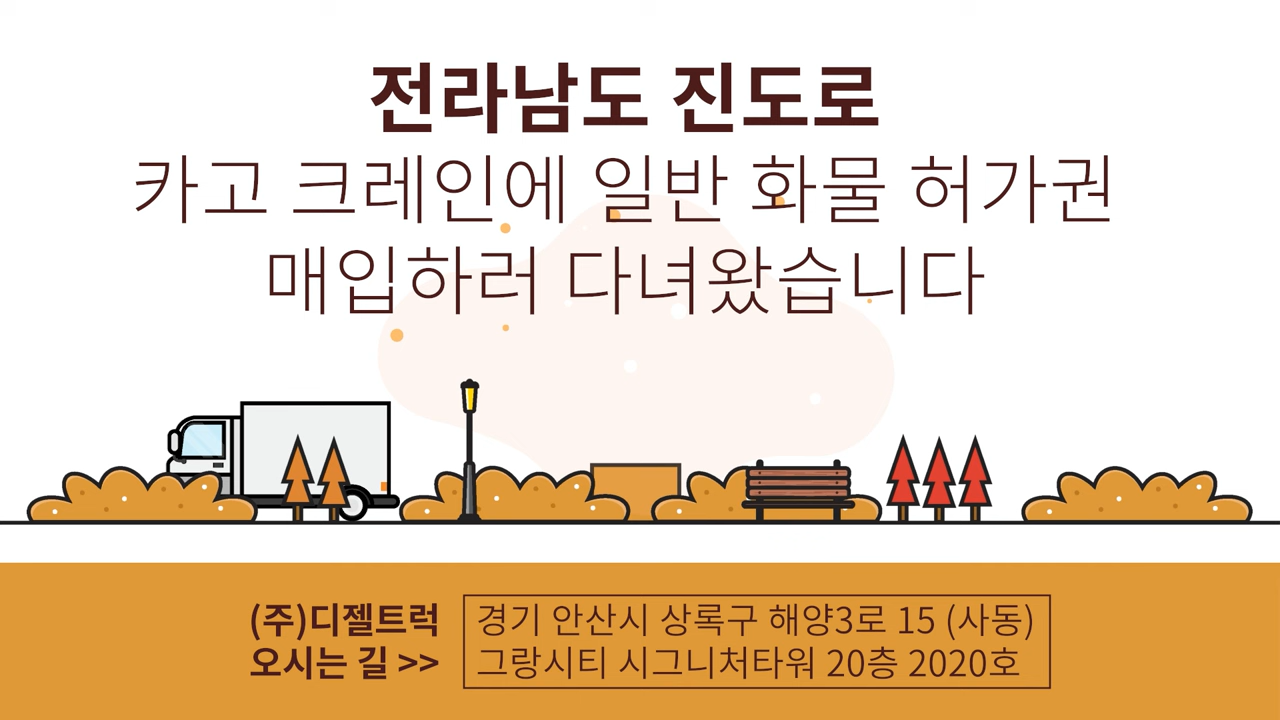 전라남도 진도로
카고 크레인에 일반 화물 허가권
매입하러 다녀왔습니다
(주)디젤트럭
오시는 길 >>
경기 안산시 상록구 해양3로 15 (사동)
그랑시티 시그니처타워 20층 2020호